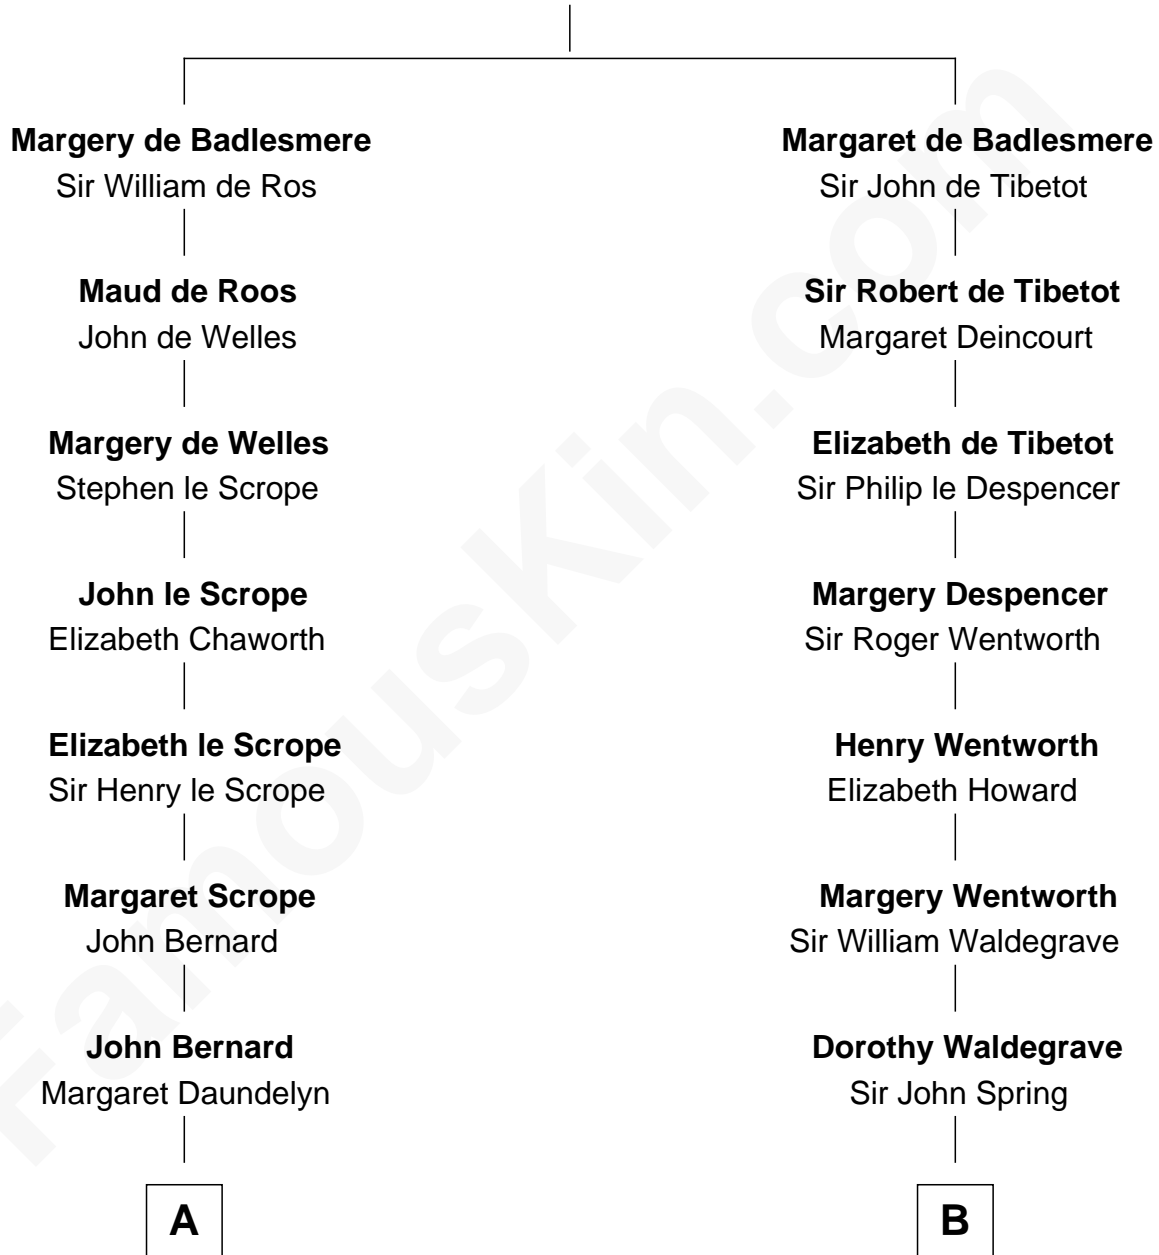 Margery de Badlesmere
Sir William de Ros
Maud de Roos
John de Welles
Margery de Welles
Stephen le Scrope
John le Scrope
Elizabeth Chaworth
Elizabeth le Scrope
Sir Henry le Scrope
Margaret Scrope
John Bernard
John Bernard
Margaret Daundelyn
A
Margaret de Badlesmere
Sir John de Tibetot
Sir Robert de Tibetot
Margaret Deincourt
Elizabeth de Tibetot
Sir Philip le Despencer
Margery Despencer
Sir Roger Wentworth
Henry Wentworth
Elizabeth Howard
Margery Wentworth
Sir William Waldegrave
Dorothy Waldegrave
Sir John Spring
B
FamousKin.com